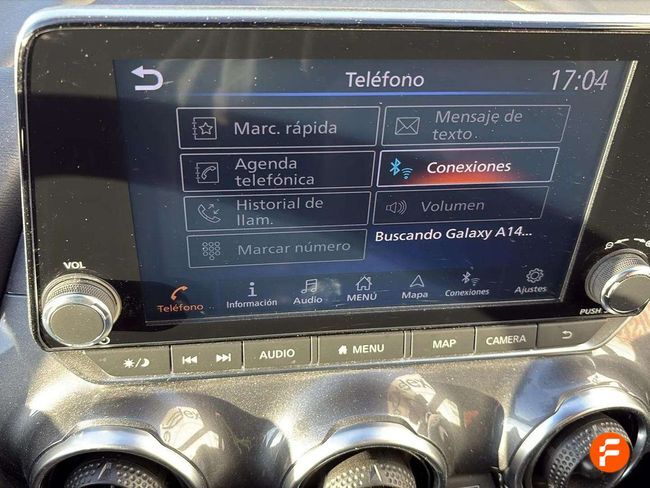 Teléfono
17:04
Marc. rápida
Mensaje de
texto
Agenda
telefónica
Conexiones
Historial de
llam.
Volumen
Marcar número
Buscando Galaxy A14...
VOL
Teléfono
Información
Audio
MENÚ
Mapa
Conexiones
Ajustes
PUSH
AUDIO
MENU
MAP
CAMERA
F